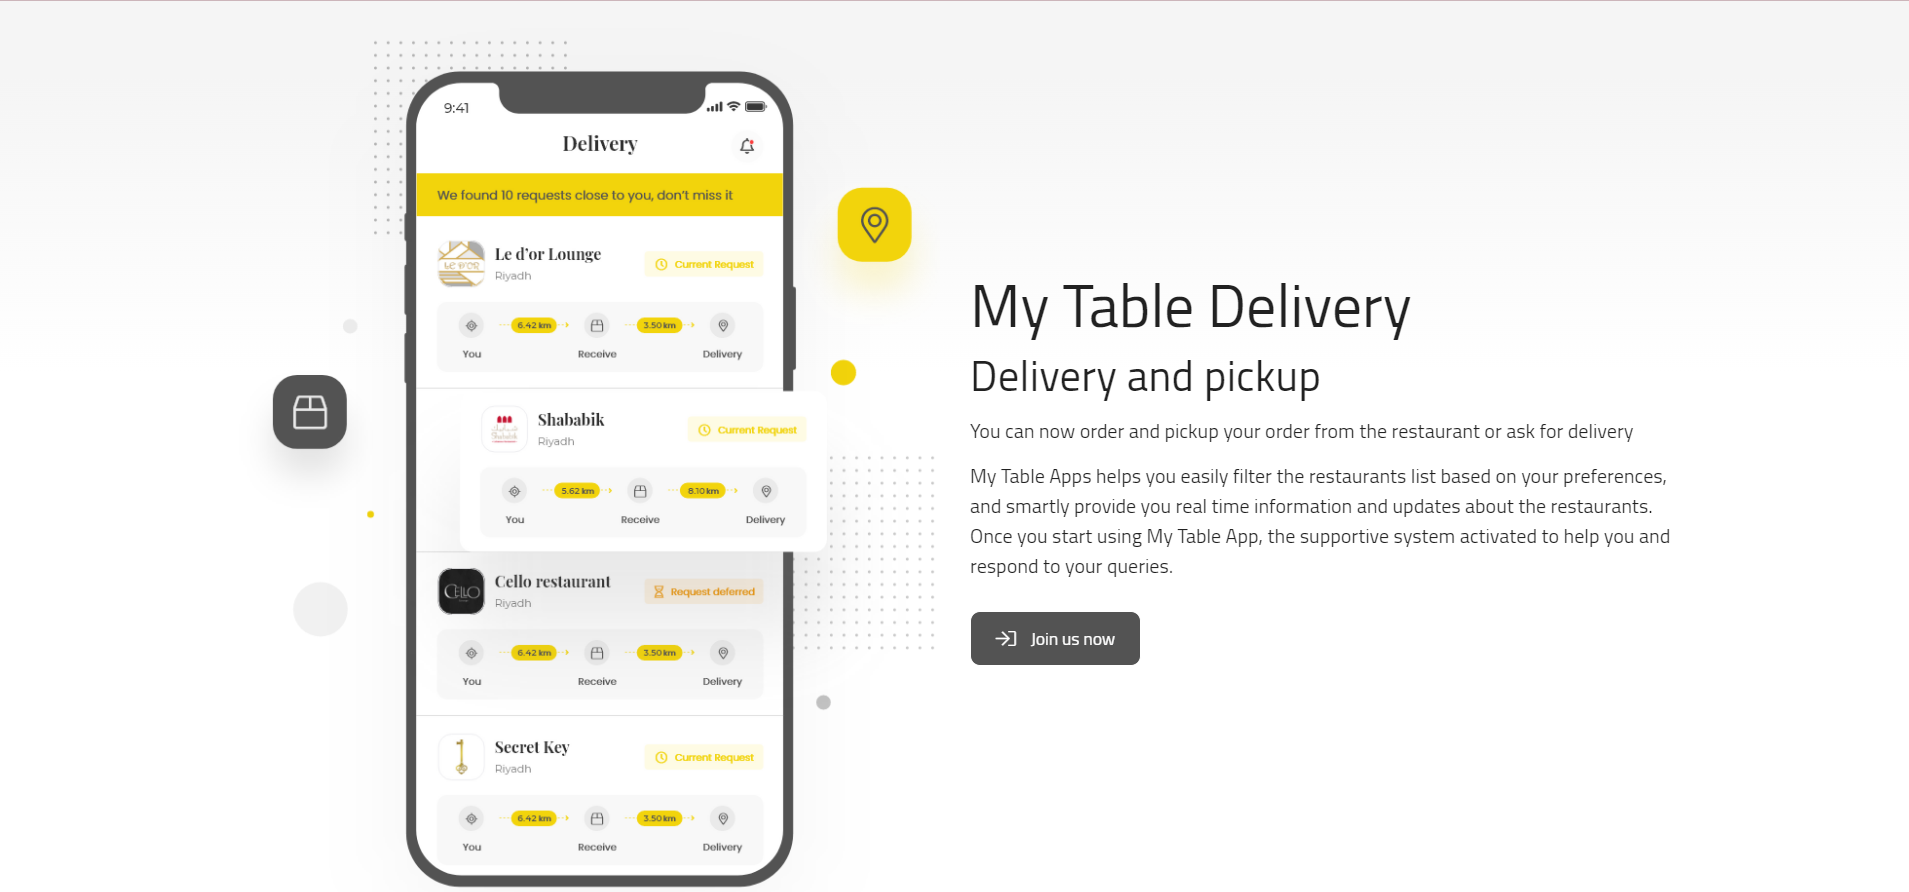 9:41
Delivery
We found 10 requests close to you, don't miss it
Le d'or Lounge
Riyadh
Current Request
LE D'OR
6.42 km
3.50 km
You
Receive
Delivery
Shababik
Riyadh
Current Request
Shababik
5.62 km
8.10 km
You
Receive
Delivery
Cello restaurant
Riyadh
Request deferred
CELLO
6.42 km
3.50 km
You
Receive
Delivery
Secret Key
Riyadh
Current Request
6.42 km
3.50 km
You
Receive
Delivery
My Table Delivery
Delivery and pickup
You can now order and pickup your order from the restaurant or ask for delivery
My Table Apps helps you easily filter the restaurants list based on your preferences,
and smartly provide you real time information and updates about the restaurants.
Once you start using My Table App, the supportive system activated to help you and
respond to your queries.
Join us now